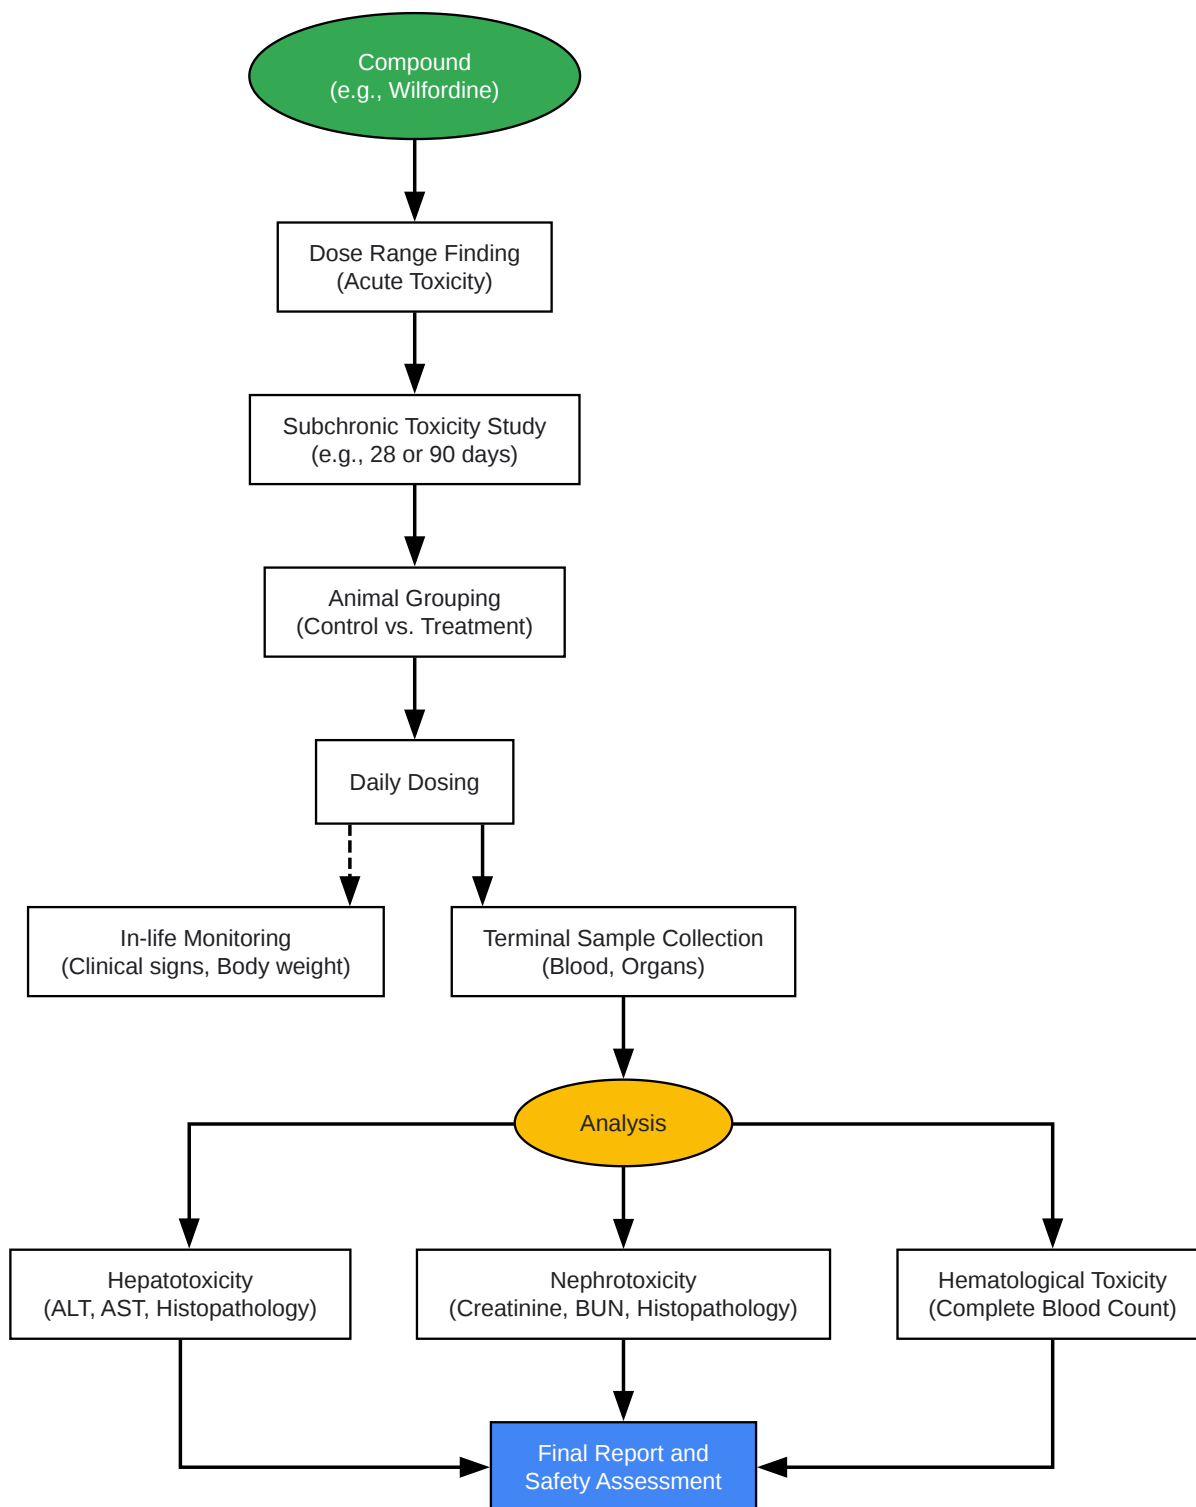 Compound
(e.g., Wilfordine)
Dose Range Finding
(Acute Toxicity)
Subchronic Toxicity Study
(e.g., 28 or 90 days)
Animal Grouping
(Control vs. Treatment)
Daily Dosing
In-life Monitoring
(Clinical signs, Body weight)
Terminal Sample Collection
(Blood, Organs)
Analysis
Hepatotoxicity
(ALT, AST, Histopathology)
Nephrotoxicity
(Creatinine, BUN, Histopathology)
Hematological Toxicity
(Complete Blood Count)
Final Report and
Safety Assessment